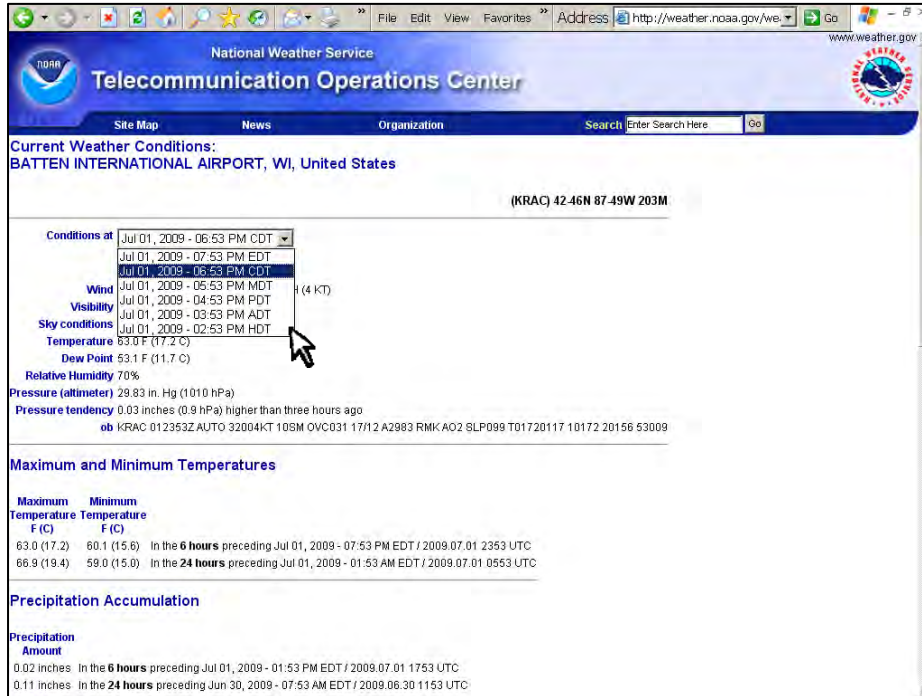 » File Edit View Favorites » Address http://weather.noaa.gov/we Go
www.weather.gov
NOAA
National Weather Service
Telecommunication Operations Center
Site Map News Organization Search Enter Search Here Go
Current Weather Conditions:
BATTEN INTERNATIONAL AIRPORT, WI, United States
(KRAC) 42-46N 87-49W 203M
Conditions at Jul 01, 2009 - 06:53 PM CDT
Jul 01, 2009 - 07:53 PM EDT
Jul 01, 2009 - 06:53 PM CDT
Wind Jul 01, 2009 - 05:53 PM MDT H (4 KT)
Visibility Jul 01, 2009 - 04:53 PM PDT
Sky conditions Jul 01, 2009 - 03:53 PM ADT
Jul 01, 2009 - 02:53 PM HDT
Temperature 63.0 F (17.2 C)
Dew Point 53.1 F (11.7 C)
Relative Humidity 70%
Pressure (altimeter) 29.83 in. Hg (1010 hPa)
Pressure tendency 0.03 inches (0.9 hPa) higher than three hours ago
ob KRAC 012353Z AUTO 32004KT 10SM OVC031 17/12 A2983 RMK AO2 SLP099 T01720117 10172 20156 53009
Maximum and Minimum Temperatures
Maximum Minimum
Temperature Temperature
F (C) F (C)
63.0 (17.2) 60.1 (15.6) In the 6 hours preceding Jul 01, 2009 - 07:53 PM EDT / 2009.07.01 2353 UTC
66.9 (19.4) 59.0 (15.0) In the 24 hours preceding Jul 01, 2009 - 01:53 AM EDT / 2009.07.01 0553 UTC
Precipitation Accumulation
Precipitation
Amount
0.02 inches In the 6 hours preceding Jul 01, 2009 - 01:53 PM EDT / 2009.07.01 1753 UTC
0.11 inches In the 24 hours preceding Jun 30, 2009 - 07:53 AM EDT / 2009.06.30 1153 UTC